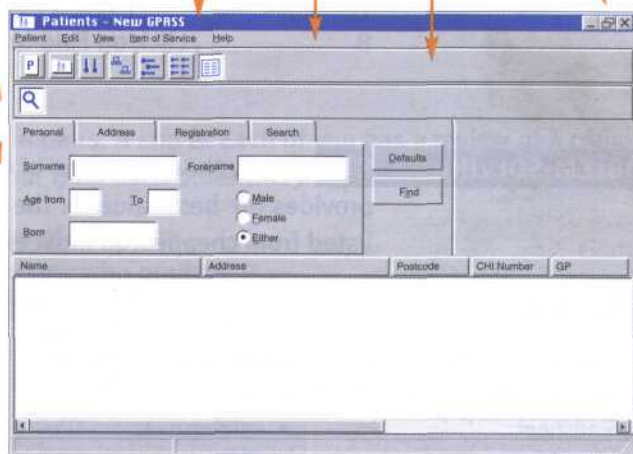 Patients - New GPASS
Patient Edit View Item of Service Help
P
Personal Address Registration Search
Surname Forename Defaults
Age from To Male Find
Female
Born Either
Name Address Postcode CHI Number GP